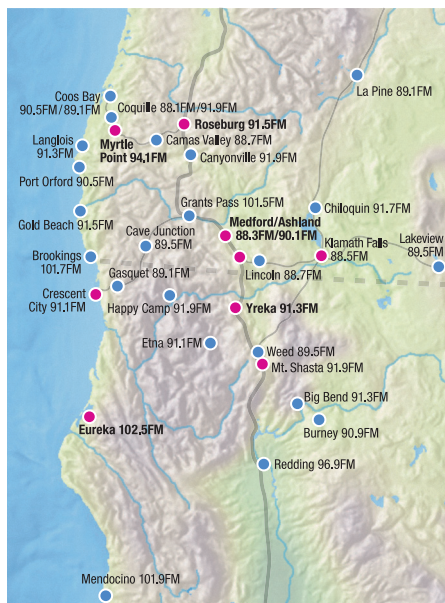 La Pine 89.1FM
Coos Bay
90.5FM/ 89.1FM
Coquille 88.1FM/91.9FM
Roseburg 91.5FM
Langlois
91.3FM
Myrtle
Point 94.1FM
Camas Valley 88.7FM
Canyonville 91.9FM
Port Orford 90.5FM
Grants Pass 101.5FM
Chiloquin 91.7FM
Gold Beach 91.5FM
Medford/Ashland
88.3FM/90.1FM
Cave Junction
89.5FM
Klamath Falls
88.5FM
Lakeview
89.5FM
Brookings
101.7FM
Lincoln 88.7FM
Gasquet 89.1FM
Crescent
City 91.1FM
Happy Camp 91.9FM
Yreka 91.3FM
Etna 91.1FM
Weed 89.5FM
Mt. Shasta 91.9FM
Big Bend 91.3FM
Burney 90.9FM
Eureka 102,5FM
Redding 96.9FM
Mendocino 101.9FM